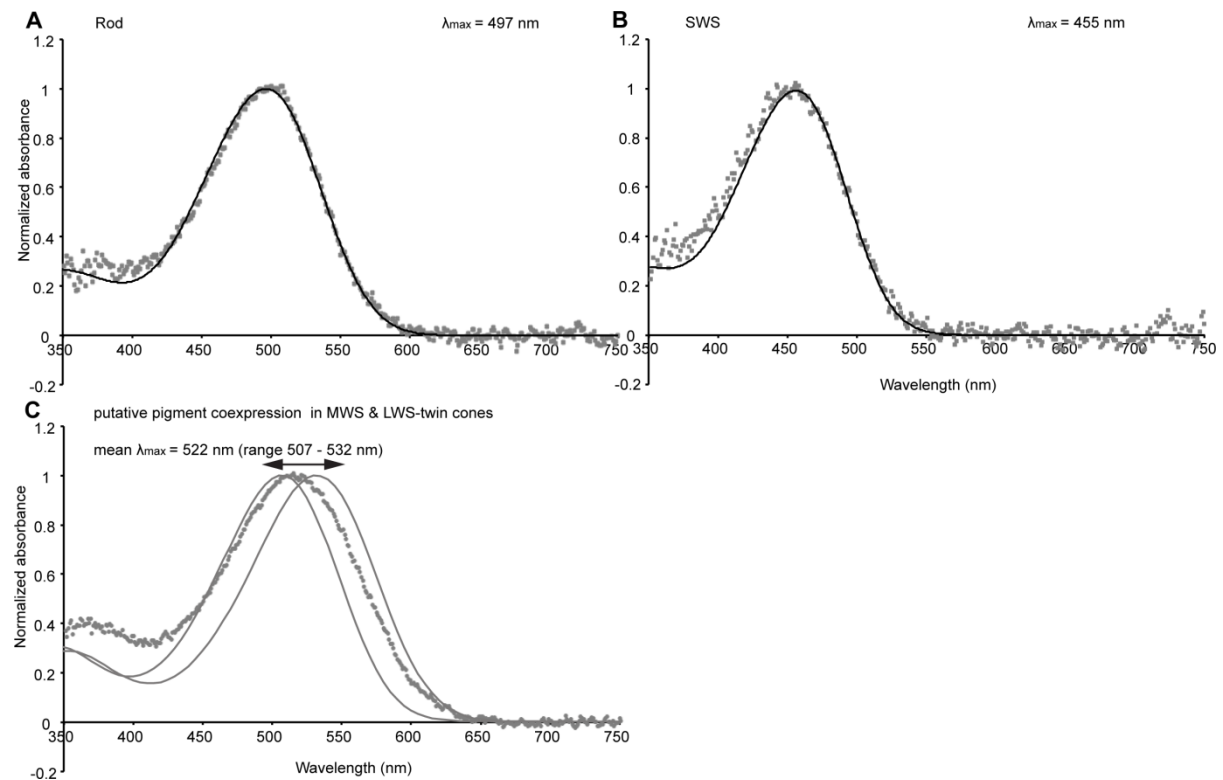 A
Rod
λmax = 497 nm
1.2
1
0.8
0.6
0.4
0.2
0
-0.2
Normalized absorbance
350 400 450 500 550 600 650 700 750
B
SWS
λmax = 455 nm
1.2
1
0.8
0.6
0.4
0.2
0
-0.2
350 400 450 500 550 600 650 700 750
Wavelength (nm)
C
putative pigment coexpression in MWS & LWS-twin cones
mean λmax = 522 nm (range 507 - 532 nm)
1.2
1
0.8
0.6
0.4
0.2
0
-0.2
Normalized absorbance
350 400 450 500 550 600 650 700 750
Wavelength (nm)